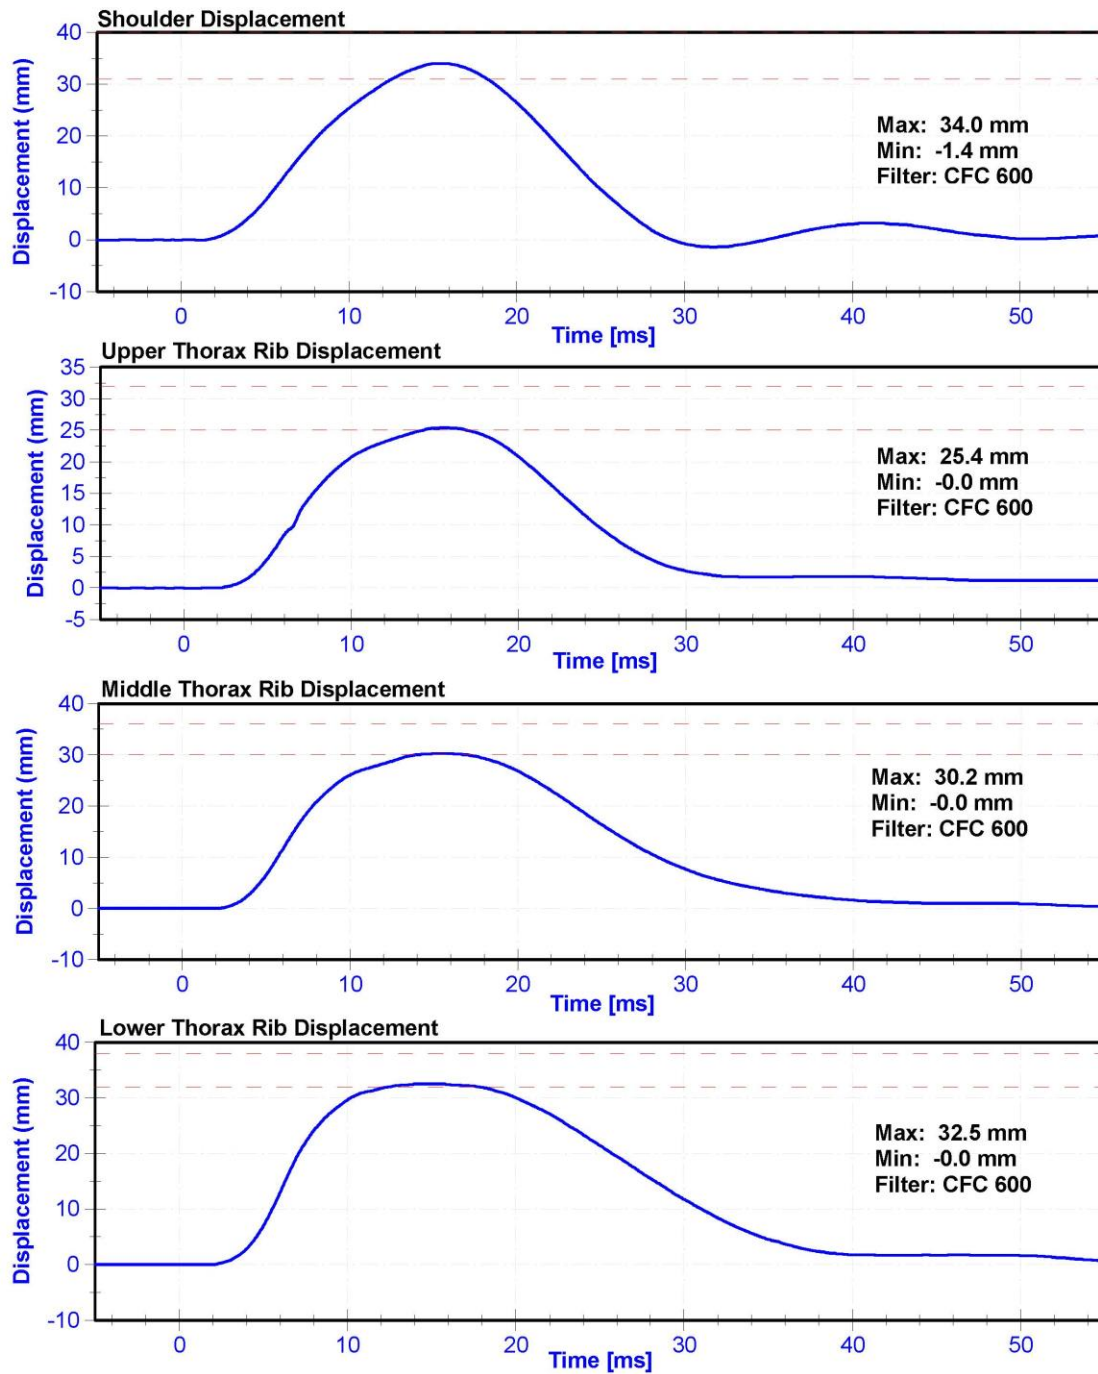 Shoulder Displacement
Displacement (mm)
40
30
20
10
0
-10
Max: 34.0 mm
Min: -1.4 mm
Filter: CFC 600
0 10 20 30 40 50
Time [ms]
Upper Thorax Rib Displacement
Displacement (mm)
35
30
25
20
15
10
5
0
-5
Max: 25.4 mm
Min: -0.0 mm
Filter: CFC 600
0 10 20 30 40 50
Time [ms]
Middle Thorax Rib Displacement
Displacement (mm)
40
30
20
10
0
-10
Max: 30.2 mm
Min: -0.0 mm
Filter: CFC 600
0 10 20 30 40 50
Time [ms]
Lower Thorax Rib Displacement
Displacement (mm)
40
30
20
10
0
-10
Max: 32.5 mm
Min: -0.0 mm
Filter: CFC 600
0 10 20 30 40 50
Time [ms]